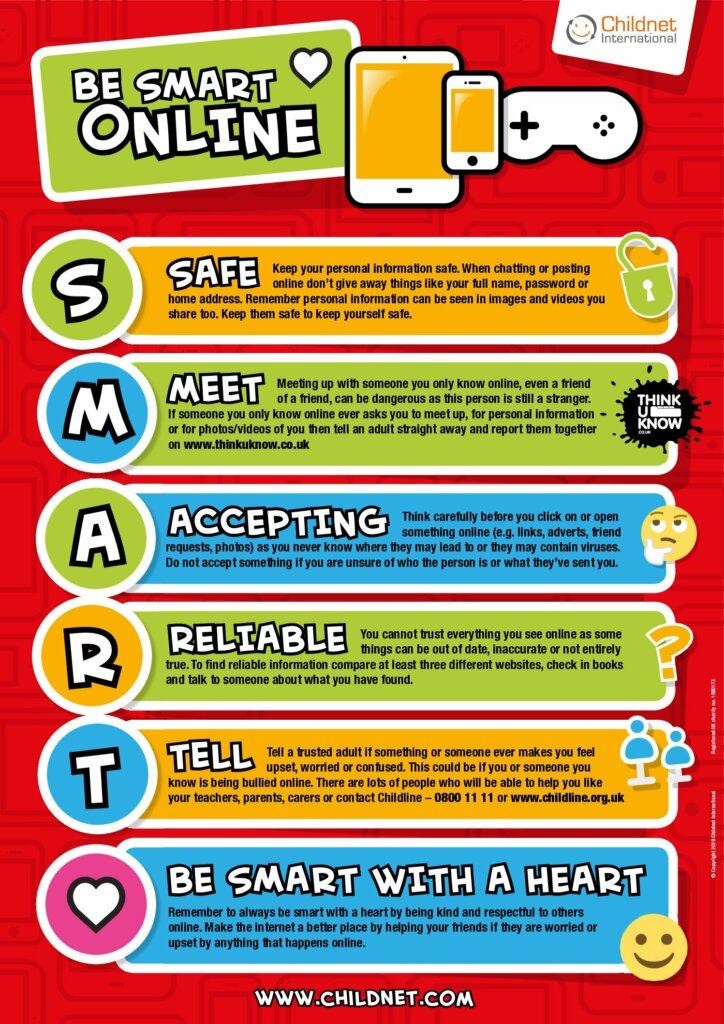 Childnet
International
BE SMART
ONLINE
S
SAFE Keep your personal information safe. When chatting or posting
online don't give away things like your full name, password or
home address. Remember personal information can be seen in images and videos you
share too. Keep them safe to keep yourself safe.
M
MEET Meeting up with someone you only know online, even a friend
of a friend, can be dangerous as this person is still a stranger.
If someone you only know online ever asks you to meet up, for personal information
or for photos/videos of you then tell an adult straight away and report them together
on www.thinkuknow.co.uk
THINK
U
KNOW
.CO.UK
A
ACCEPTING Think carefully before you click on or open
something online (e.g. links, adverts, friend
requests, photos) as you never know where they may lead to or they may contain viruses.
Do not accept something if you are unsure of who the person is or what they've sent you.
R
RELIABLE You cannot trust everything you see online as some
things can be out of date, inaccurate or not entirely
true. To find reliable information compare at least three different websites, check in books
and talk to someone about what you have found.
?
T
TELL Tell a trusted adult if something or someone ever makes you feel
upset, worried or confused. This could be if you or someone you
know is being bullied online. There are lots of people who will be able to help you like
your teachers, parents, carers or contact Childline – 0800 11 11 or www.childline.org.uk
BE SMART WITH A HEART
Remember to always be smart with a heart by being kind and respectful to others
online. Make the internet a better place by helping your friends if they are worried or
upset by anything that happens online.
WWW.CHILDNET.COM
Registered UK charity no.
© Copyright Childnet International